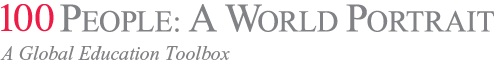 100 PEOPLE: A WORLD PORTRAIT
A Global Education Toolbox